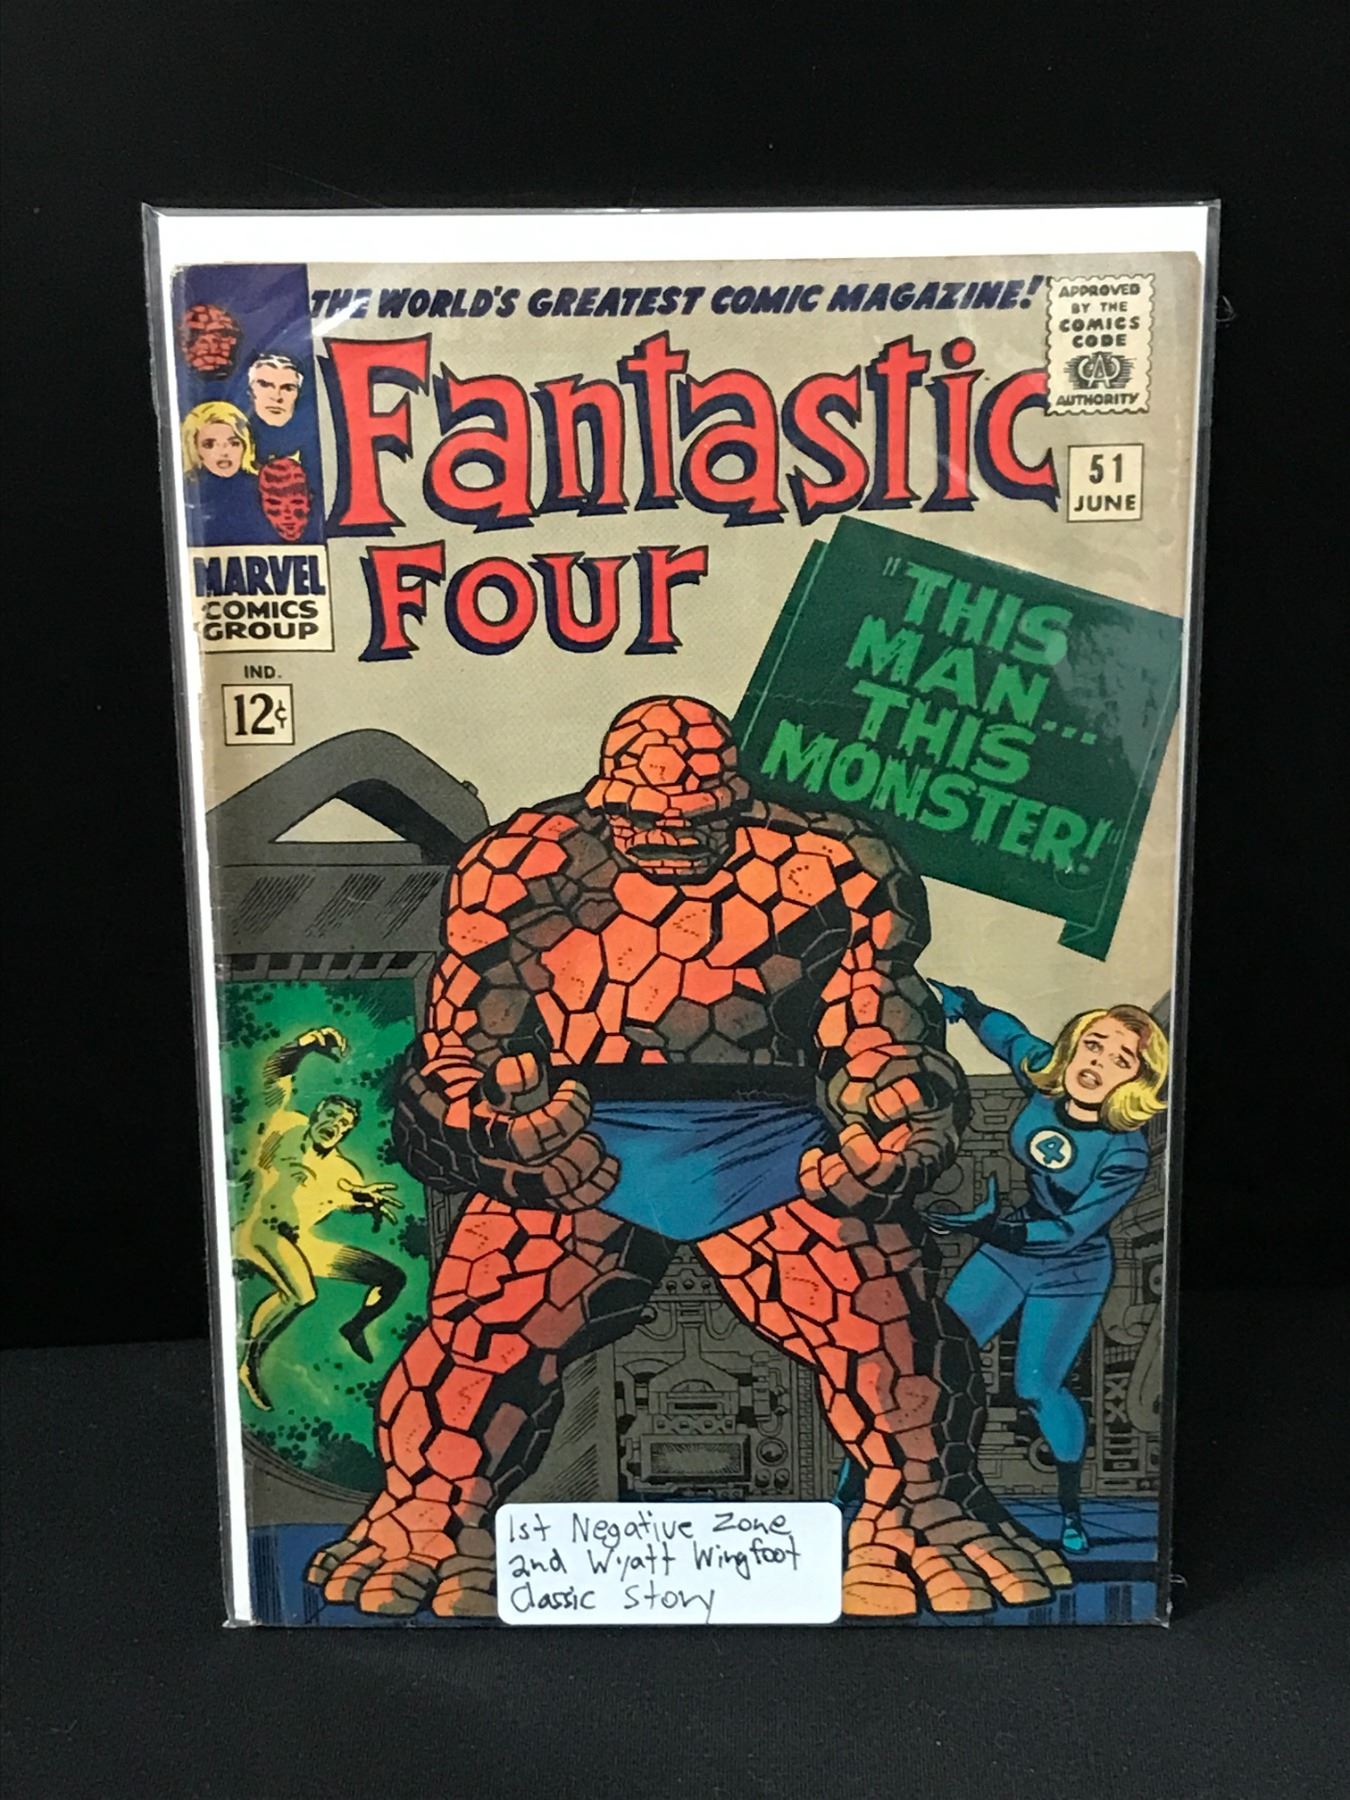 THE WORLD'S GREATEST COMIC MAGAZINE!
APPROVED
BY THE
COMICS
CODE
CA
AUTHORITY
Fantastic
Four
51
JUNE
MARVEL
COMICS
GROUP
IND.
12¢
"THIS
MAN...
THIS
MONSTER!"
4
1st Negative Zone
2nd Wyatt Wingfoot
Classic Story